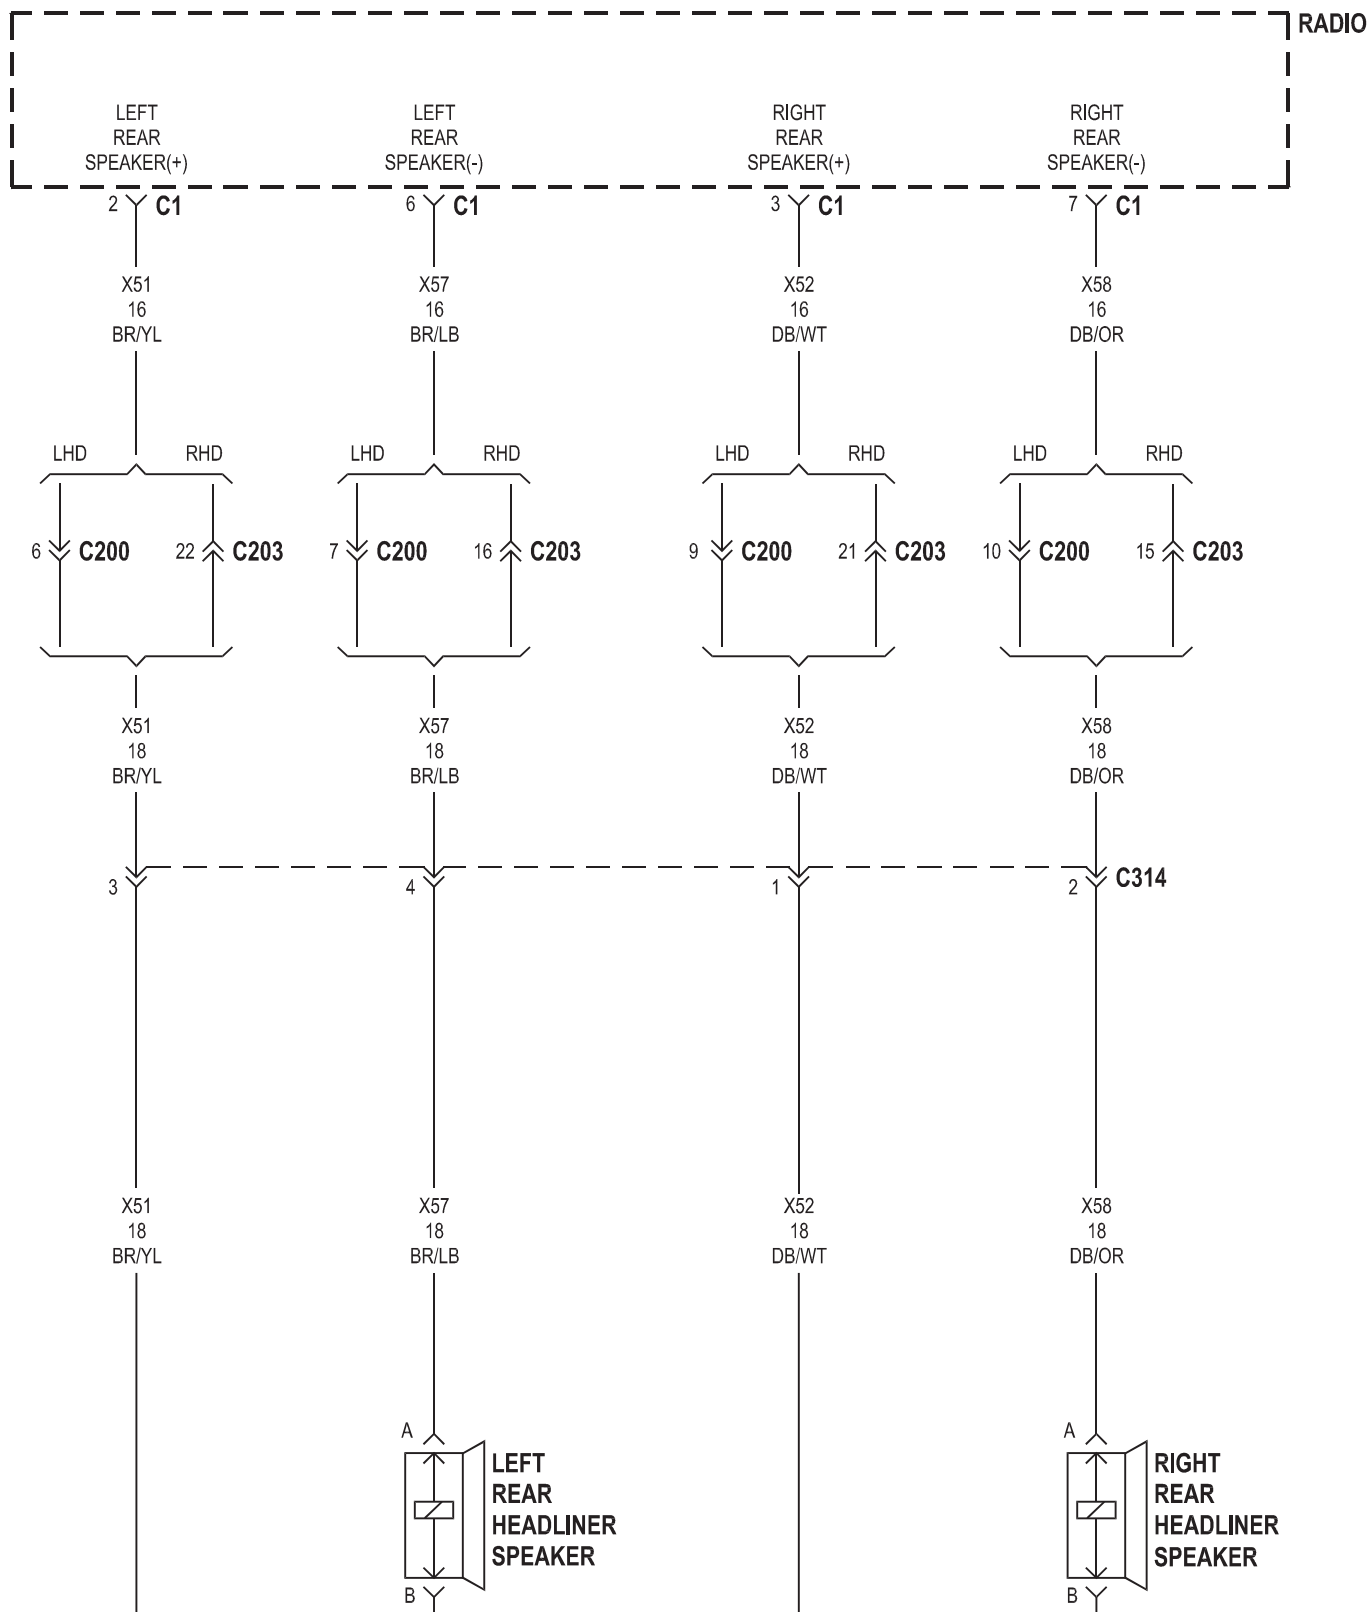 RADIO
LEFT
REAR
SPEAKER(+)
LEFT
REAR
SPEAKER(-)
RIGHT
REAR
SPEAKER(+)
RIGHT
REAR
SPEAKER(-)
2 C1
6 C1
3 C1
7 C1
X51
16
BR/YL
X57
16
BR/LB
X52
16
DB/WT
X58
16
DB/OR
LHD RHD
LHD RHD
LHD RHD
LHD RHD
6 C200 22 C203
7 C200 16 C203
9 C200 21 C203
10 C200 15 C203
X51
18
BR/YL
X57
18
BR/LB
X52
18
DB/WT
X58
18
DB/OR
3 4 1 2 C314
X51
18
BR/YL
X57
18
BR/LB
X52
18
DB/WT
X58
18
DB/OR
A
LEFT
REAR
HEADLINER
SPEAKER
B
A
RIGHT
REAR
HEADLINER
SPEAKER
B